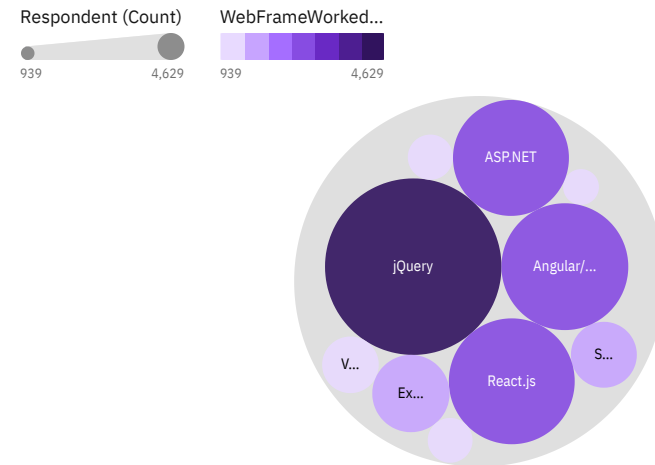 Respondent (Count)
WebFrameWorked...
939
4,629
939
4,629
ASP.NET
jQuery
Angular/...
V...
Ex...
React.js
S...